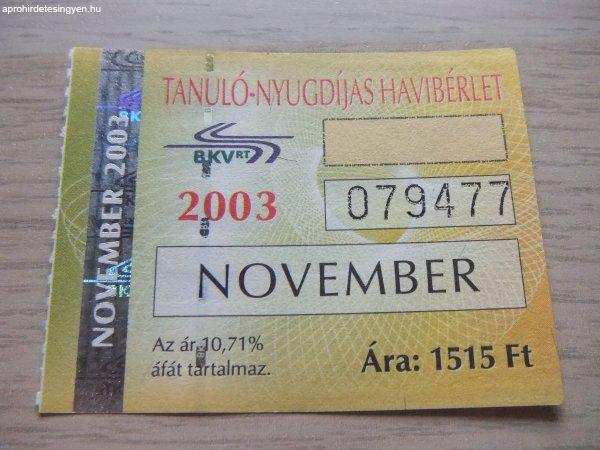 aprohirdetesingyen.hu
TANULÓ-NYUGDÍJAS HAVIBÉRLET
BKV RT
2003
079477
NOVEMBER
Az ár 10,71%
áfát tartalmaz.
Ára: 1515 Ft
NOVEMBER 2003